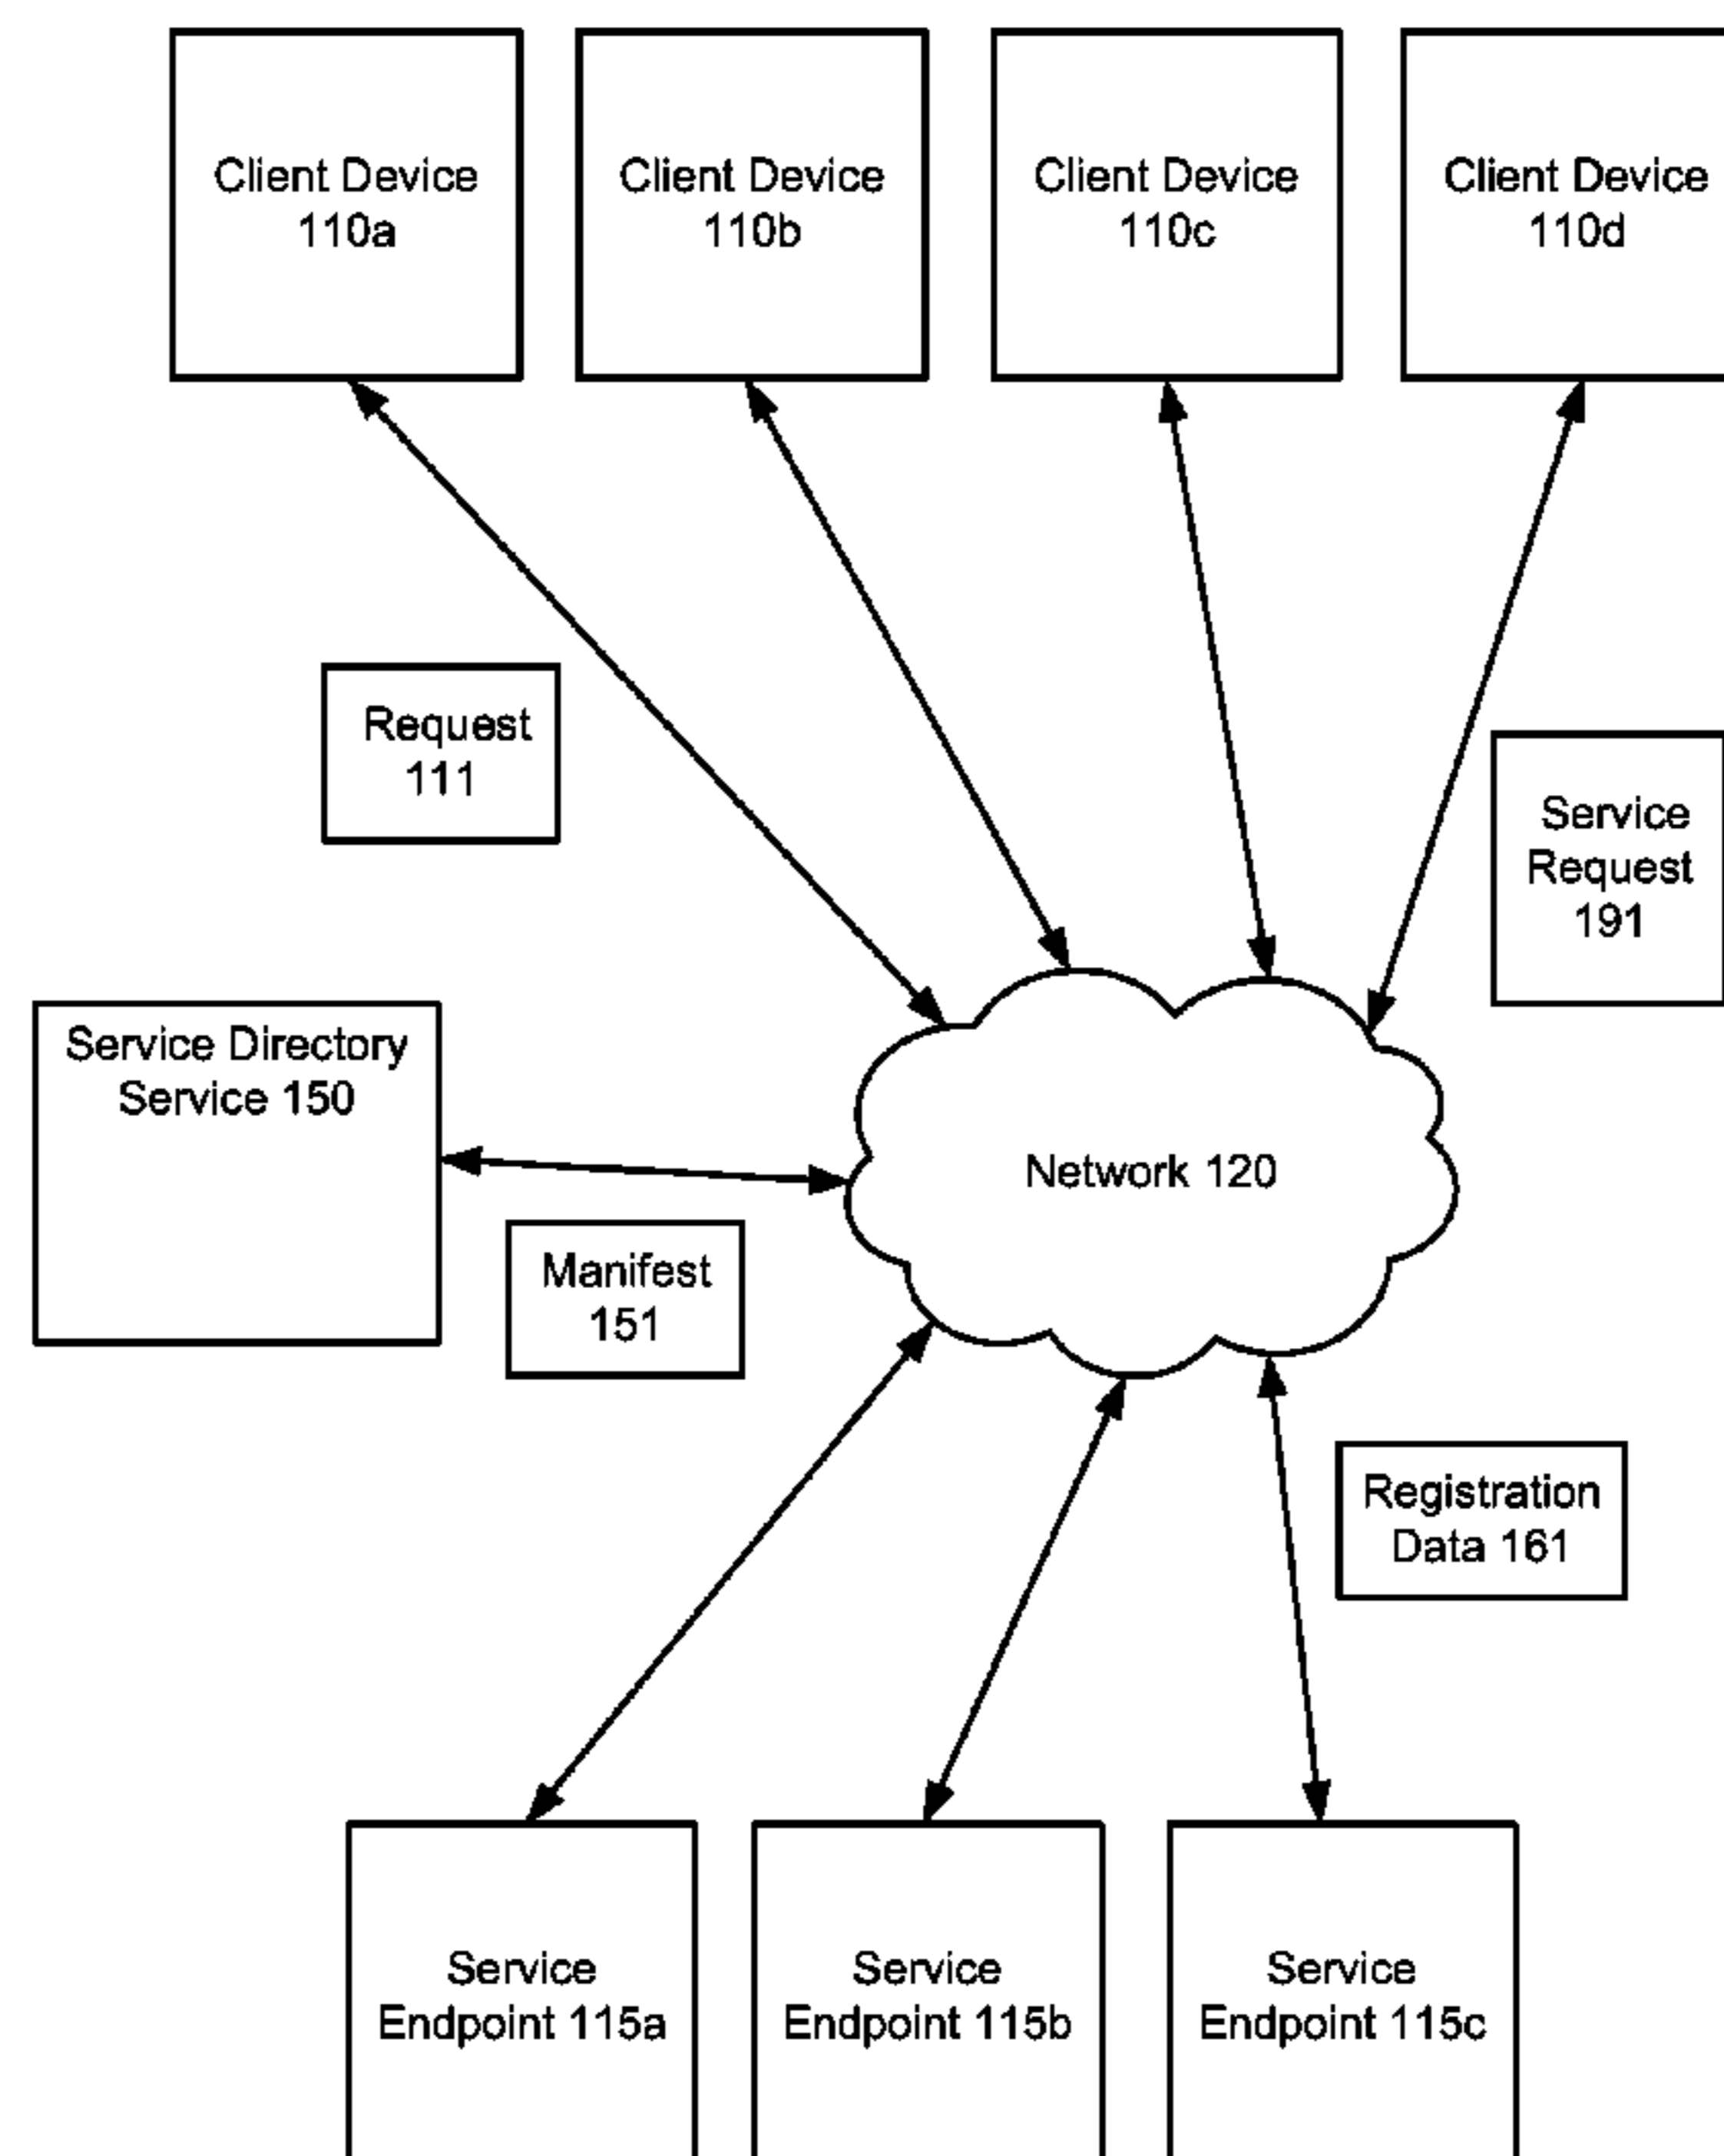 Client Device
110a
Client Device
110b
Client Device
110c
Client Device
110d
Request
111
Service
Request
191
Service Directory
Service 150
Network 120
Manifest
151
Registration
Data 161
Service
Endpoint 115a
Service
Endpoint 115b
Service
Endpoint 115c